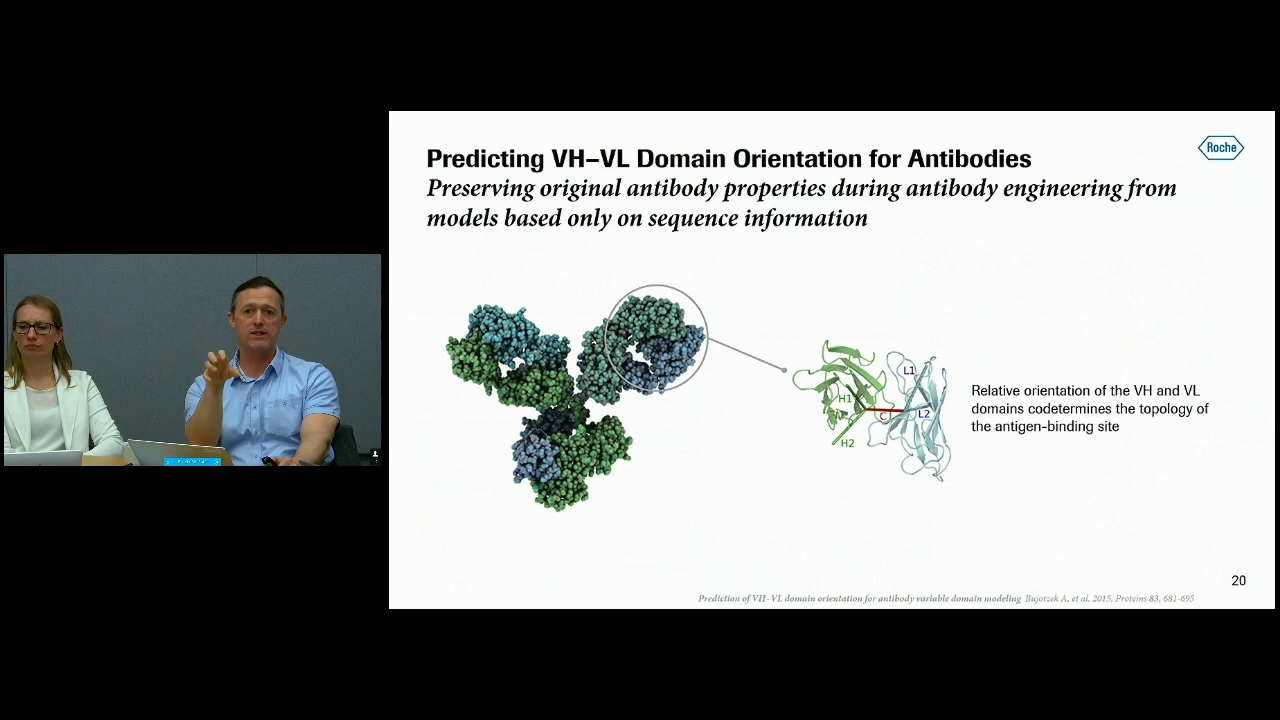 Predicting VH–VL Domain Orientation for Antibodies
Roche
Preserving original antibody properties during antibody engineering from
models based only on sequence information
L1
H1
C
L2
H2
Relative orientation of the VH and VL
domains codetermines the topology of
the antigen-binding site
20
Prediction of VH–VL domain orientation for antibody variable domain modeling Bujotzek A, et al. 2015, Proteins 83, 681-695